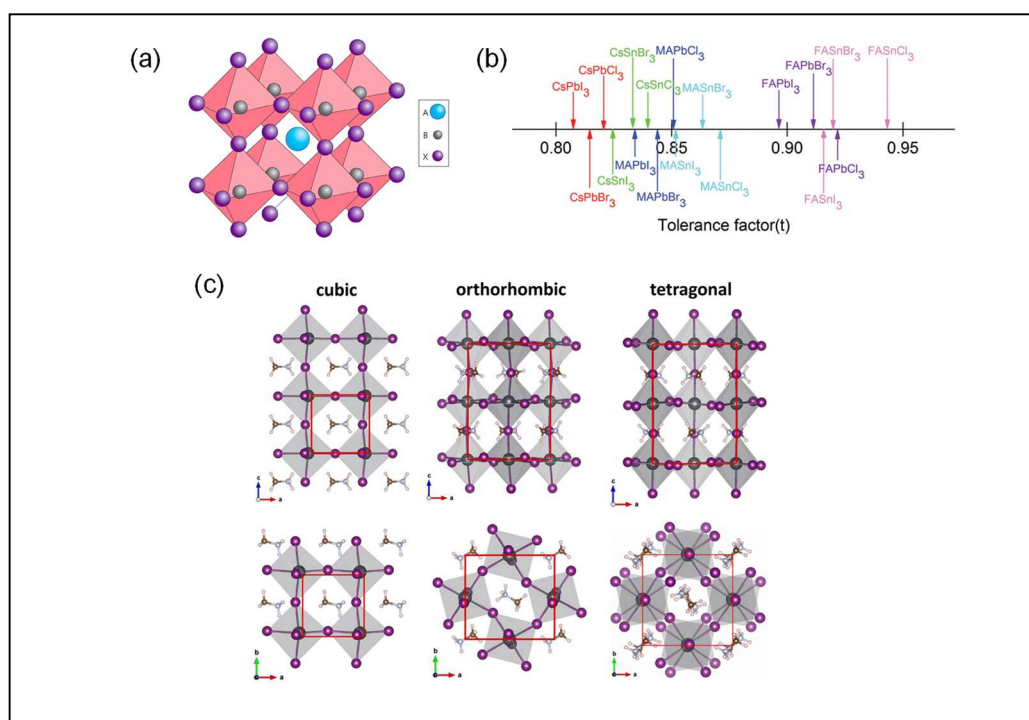 (a)
A
B
X
(b)
CsSnBr₃ MAPbCl₃ FASnBr₃ FASnCl₃
CsPbCl₃ FAPbBr₃
CsPbI₃ CsSnCl₃ MASnBr₃ FAPbI₃
0.80 0.85 0.90 0.95
CsSnI₃ MAPbI₃ MASnI₃ FAPbCl₃
CsPbBr₃ MAPbBr₃ MASnCl₃ FASnI₃
Tolerance factor(t)
(c)
cubic orthorhombic tetragonal
c a c a c a
b a b a b a